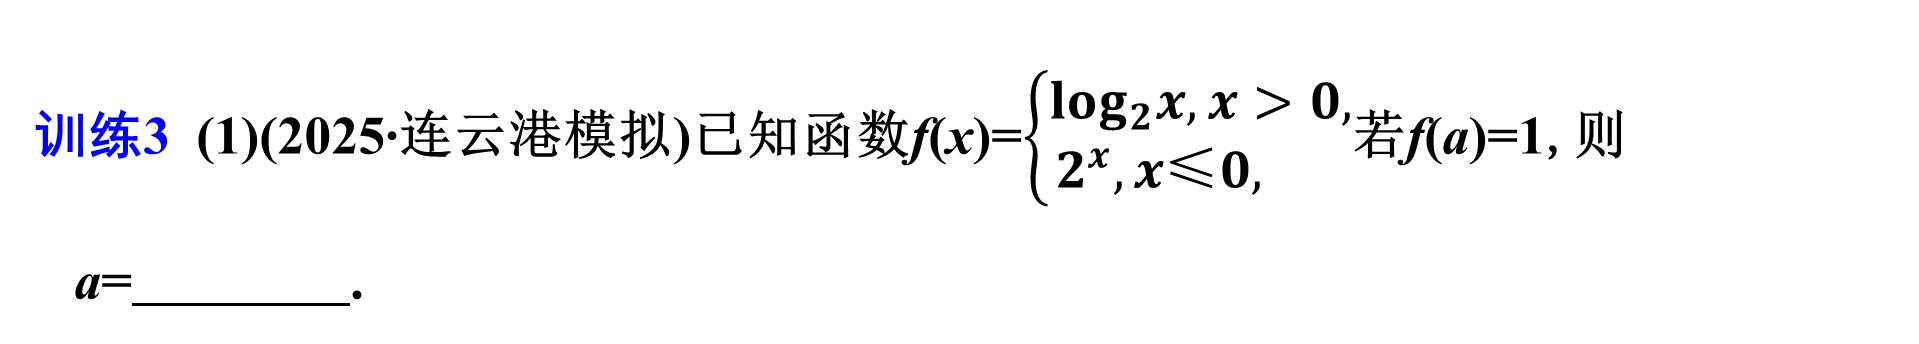 训练3 (1)(2025·连云港模拟)已知函数f(x)={log₂x, x > 0, 2ˣ, x≤0, 若f(a)=1, 则
a=________.